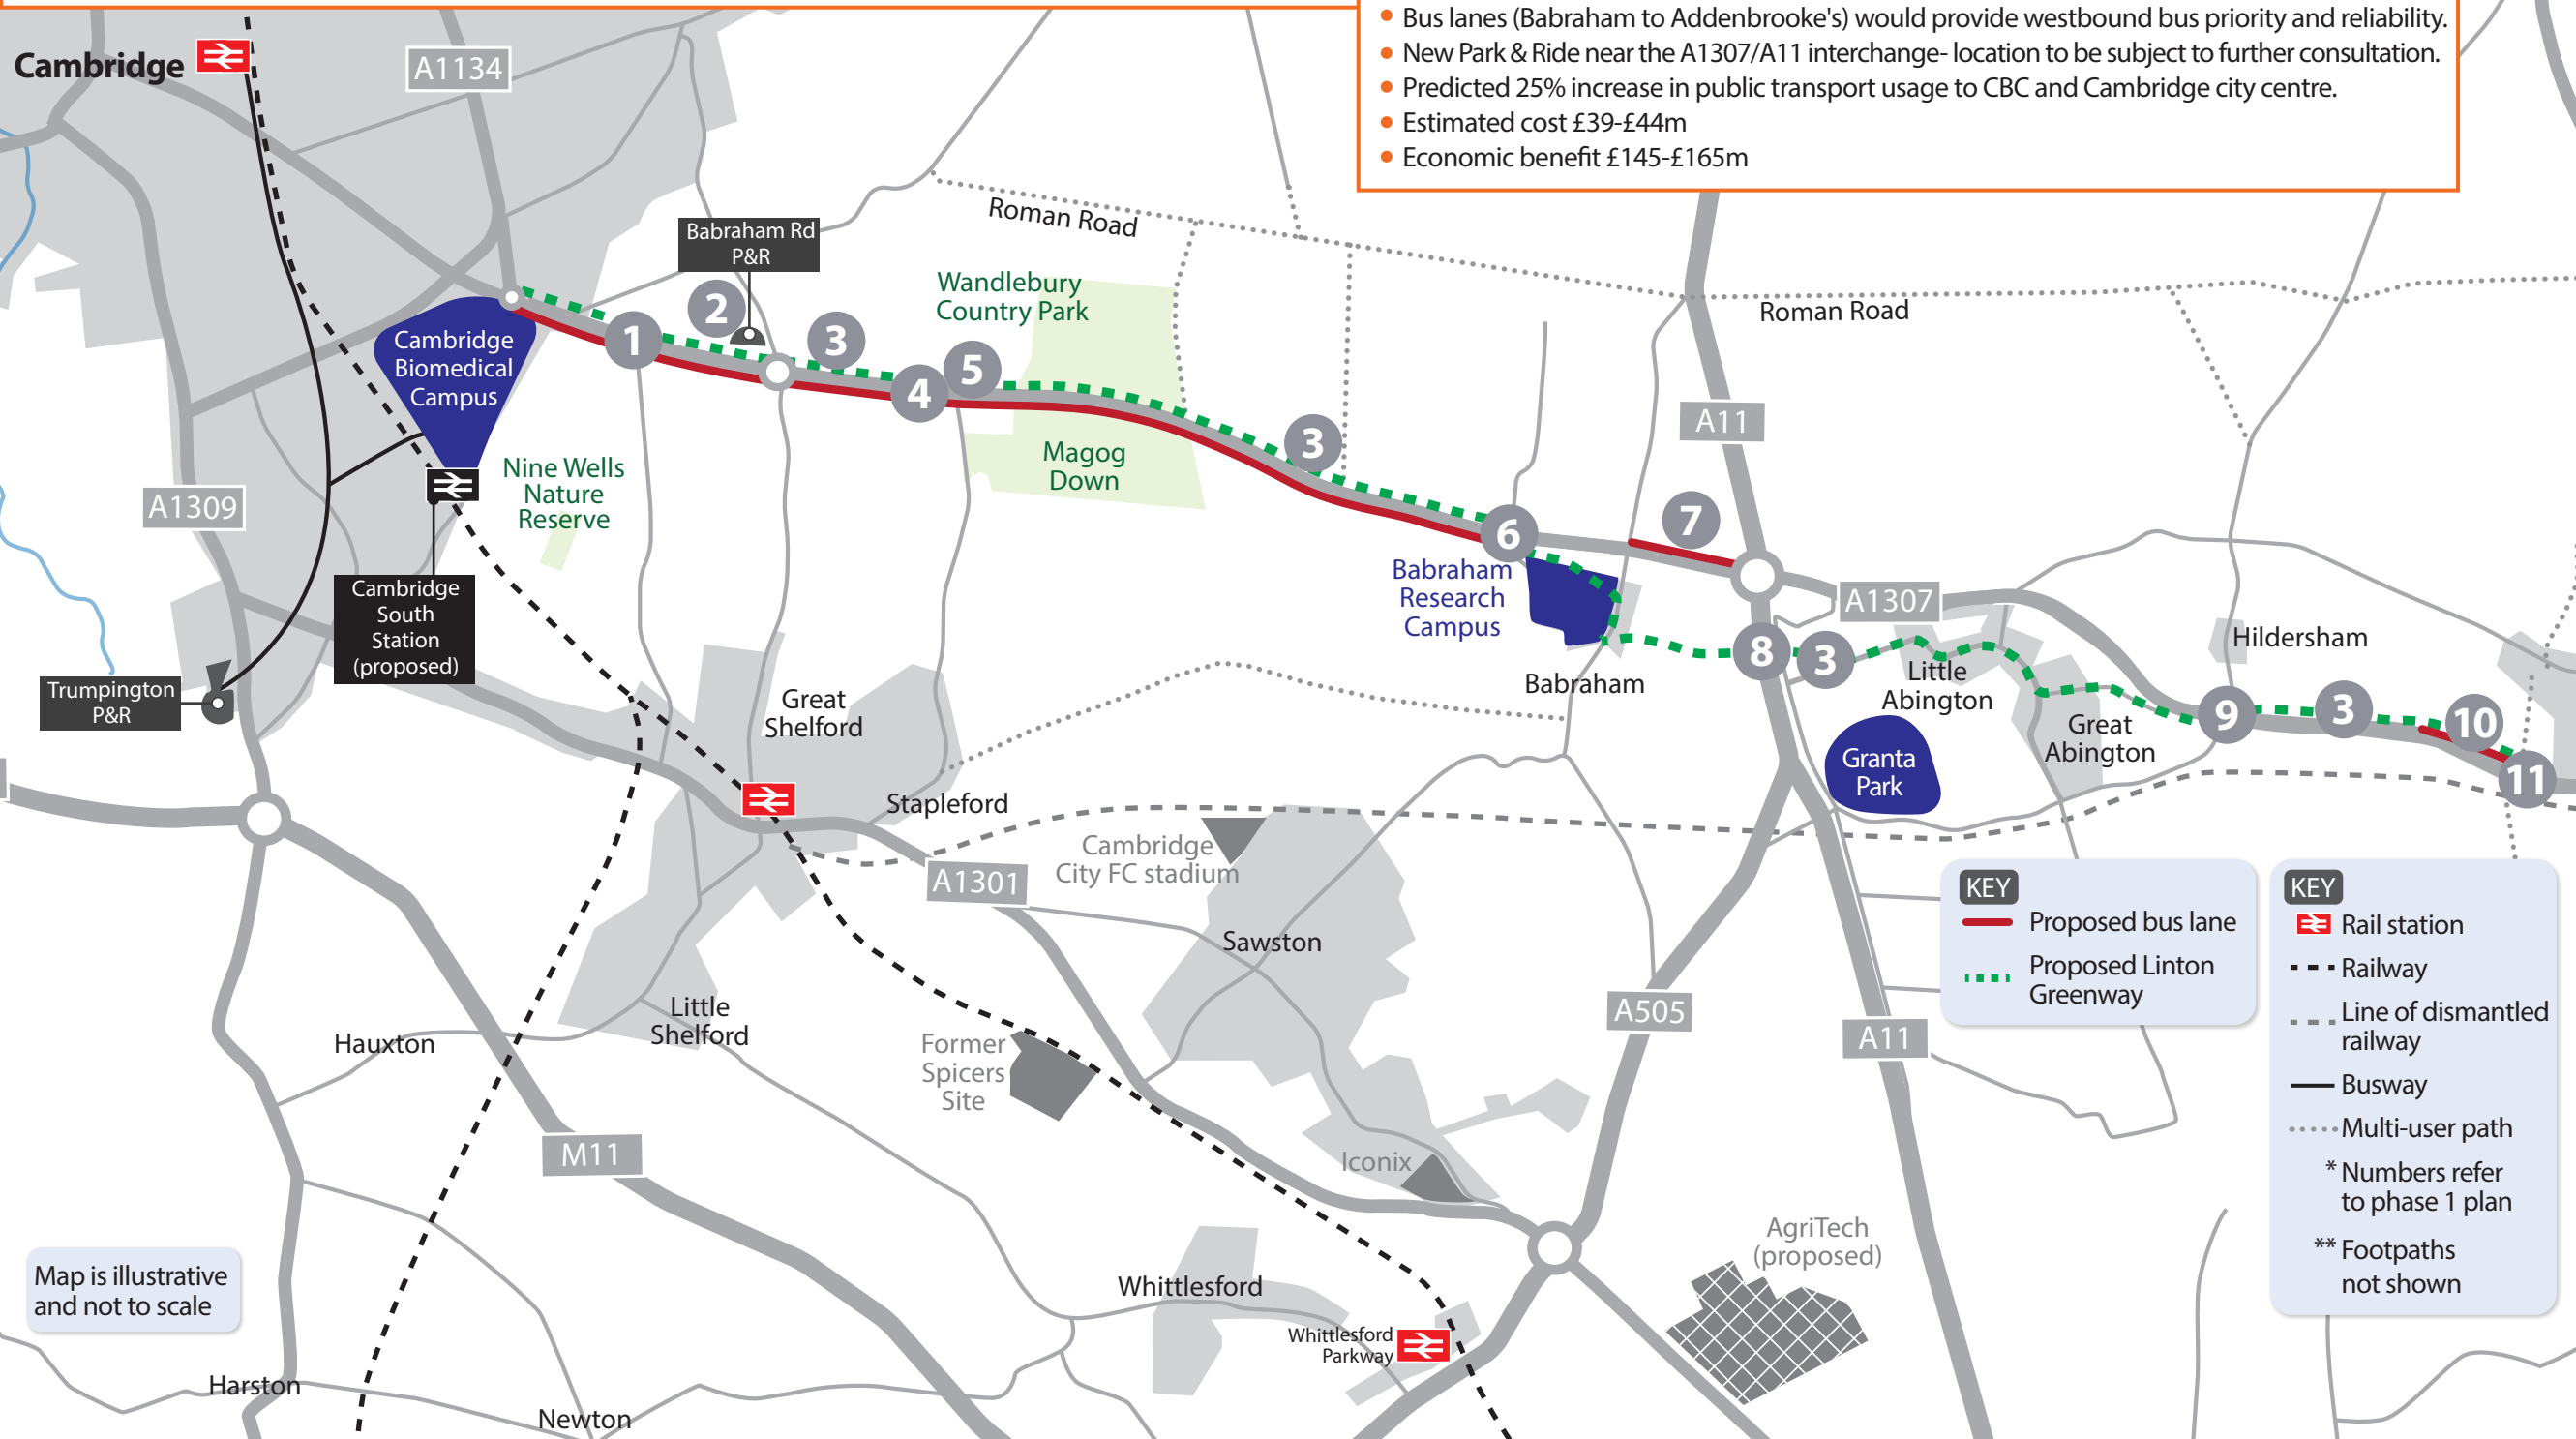 • Bus lanes (Babraham to Addenbrooke's) would provide westbound bus priority and reliability.
• New Park & Ride near the A1307/A11 interchange- location to be subject to further consultation.
• Predicted 25% increase in public transport usage to CBC and Cambridge city centre.
• Estimated cost £39-£44m
• Economic benefit £145-£165m
Cambridge
A1134
Roman Road
Babraham Rd
P&R
Wandlebury
Country Park
Roman Road
1
2
3
4
5
Cambridge
Biomedical
Campus
A11
3
Magog
Down
Nine Wells
Nature
Reserve
A1309
6
7
Babraham
Research
Campus
Cambridge
South
Station
(proposed)
A1307
Hildersham
8
3
Little
Abington
Babraham
Trumpington
P&R
Great
Shelford
9
3
10
11
Great
Abington
Granta
Park
Stapleford
Cambridge
City FC stadium
A1301
Sawston
KEY
Proposed bus lane
Proposed Linton
Greenway
KEY
Rail station
Railway
Line of dismantled
railway
Busway
Multi-user path
* Numbers refer
to phase 1 plan
** Footpaths
not shown
A505
A11
Little
Shelford
Hauxton
Former
Spicers
Site
M11
Iconix
AgriTech
(proposed)
Map is illustrative
and not to scale
Whittlesford
Whittlesford
Parkway
Harston
Newton